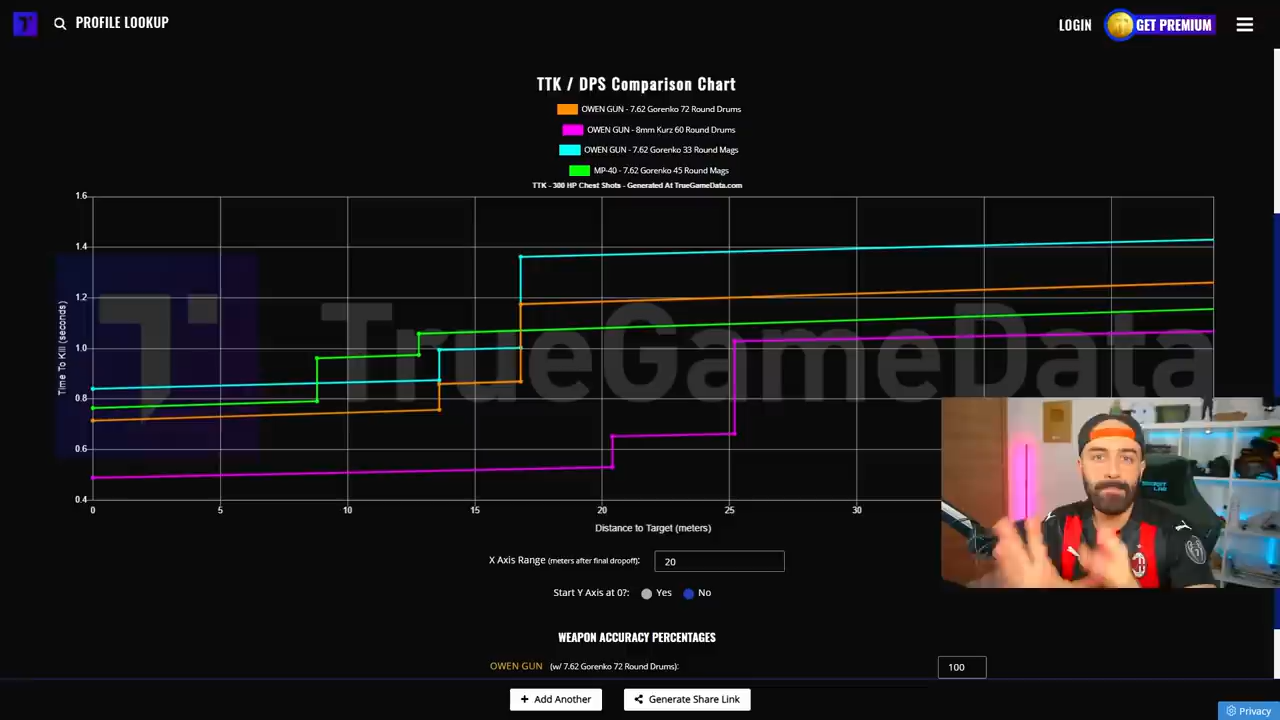 PROFILE LOOKUP
LOGIN
GET PREMIUM
TTK / DPS Comparison Chart
OWEN GUN - 7.62 Gorenko 72 Round Drums
OWEN GUN - 8mm Kurz 60 Round Drums
OWEN GUN - 7.62 Gorenko 33 Round Mags
MP-40 - 7.62 Gorenko 45 Round Mags
TTK - 300 HP Chest Shots - Generated At TrueGameData.com
1.6
1.4
1.2
1.0
0.8
0.6
0.4
Time To Kill (seconds)
TrueGameData
0 5 10 15 20 25 30
Distance to Target (meters)
X Axis Range (meters after final dropoff): 20
Start Y Axis at 0?: Yes No
WEAPON ACCURACY PERCENTAGES
OWEN GUN (w/ 7.62 Gorenko 72 Round Drums): 100
+ Add Another
Generate Share Link
Privacy